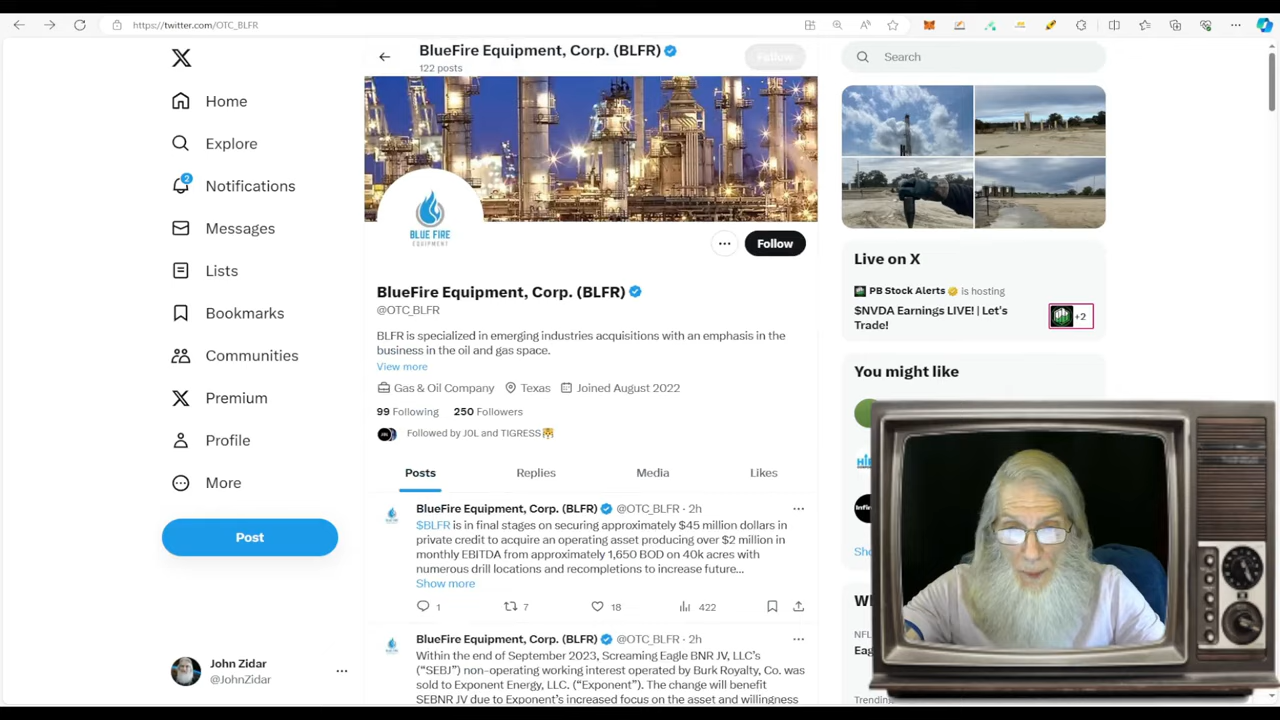 https://twitter.com/OTC_BLFR
Home
Explore
2
Notifications
Messages
Lists
Bookmarks
Communities
Premium
Profile
More
Post
John Zidar
@JohnZidar
BlueFire Equipment, Corp. (BLFR)
122 posts
Follow
BLUE FIRE
EQUIPMENT
Follow
BlueFire Equipment, Corp. (BLFR)
@OTC_BLFR
BLFR is specialized in emerging industries acquisitions with an emphasis in the
business in the oil and gas space.
View more
Gas & Oil Company Texas Joined August 2022
99 Following 250 Followers
Followed by JOL and TIGRESS🐯
Posts Replies Media Likes
BlueFire Equipment, Corp. (BLFR) @OTC_BLFR · 2h
$BLFR is in final stages on securing approximately $45 million dollars in
private credit to acquire an operating asset producing over $2 million in
monthly EBITDA from approximately 1,650 BOD on 40k acres with
numerous drill locations and recompletions to increase future...
Show more
1 7 18 422
BlueFire Equipment, Corp. (BLFR) @OTC_BLFR · 2h
Within the end of September 2023, Screaming Eagle BNR JV, LLC's
("SEBJ") non-operating working interest operated by Burk Royalty, Co. was
sold to Exponent Energy, LLC. ("Exponent"). The change will benefit
SEBNR JV due to Exponent's increased focus on the asset and willingness
Search
Live on X
PB Stock Alerts is hosting
$NVDA Earnings LIVE! | Let's
Trade!
+2
You might like
Trending